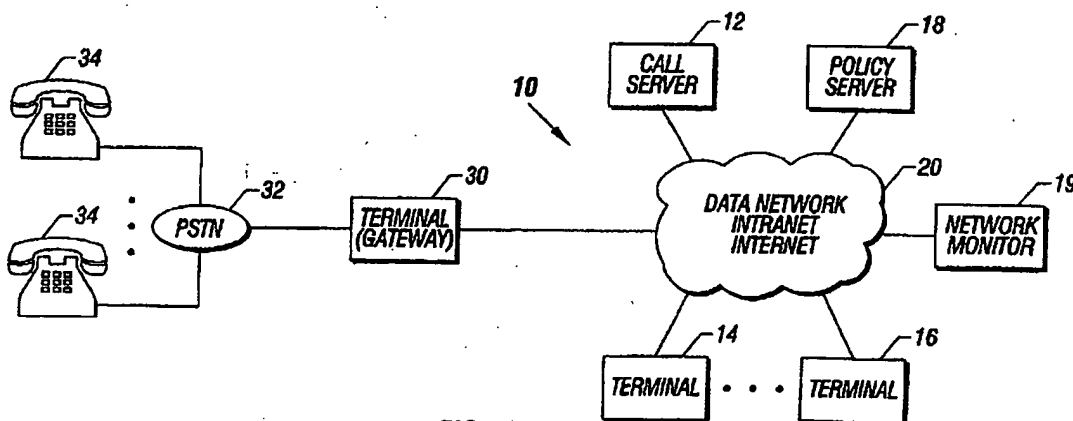 34
12
CALL
SERVER
18
POLICY
SERVER
10
34
32
PSTN
30
TERMINAL
(GATEWAY)
20
DATA NETWORK
INTRANET
INTERNET
19
NETWORK
MONITOR
14
TERMINAL
16
TERMINAL